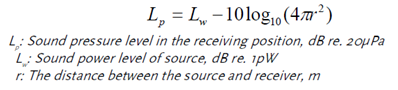 Lₚ = L𝓌 −10log₁₀(4πr²)
Lₚ: Sound pressure level in the receiving position, dB re. 20µPa
L𝓌: Sound power level of source, dB re. 1pW
r: The distance between the source and receiver, m